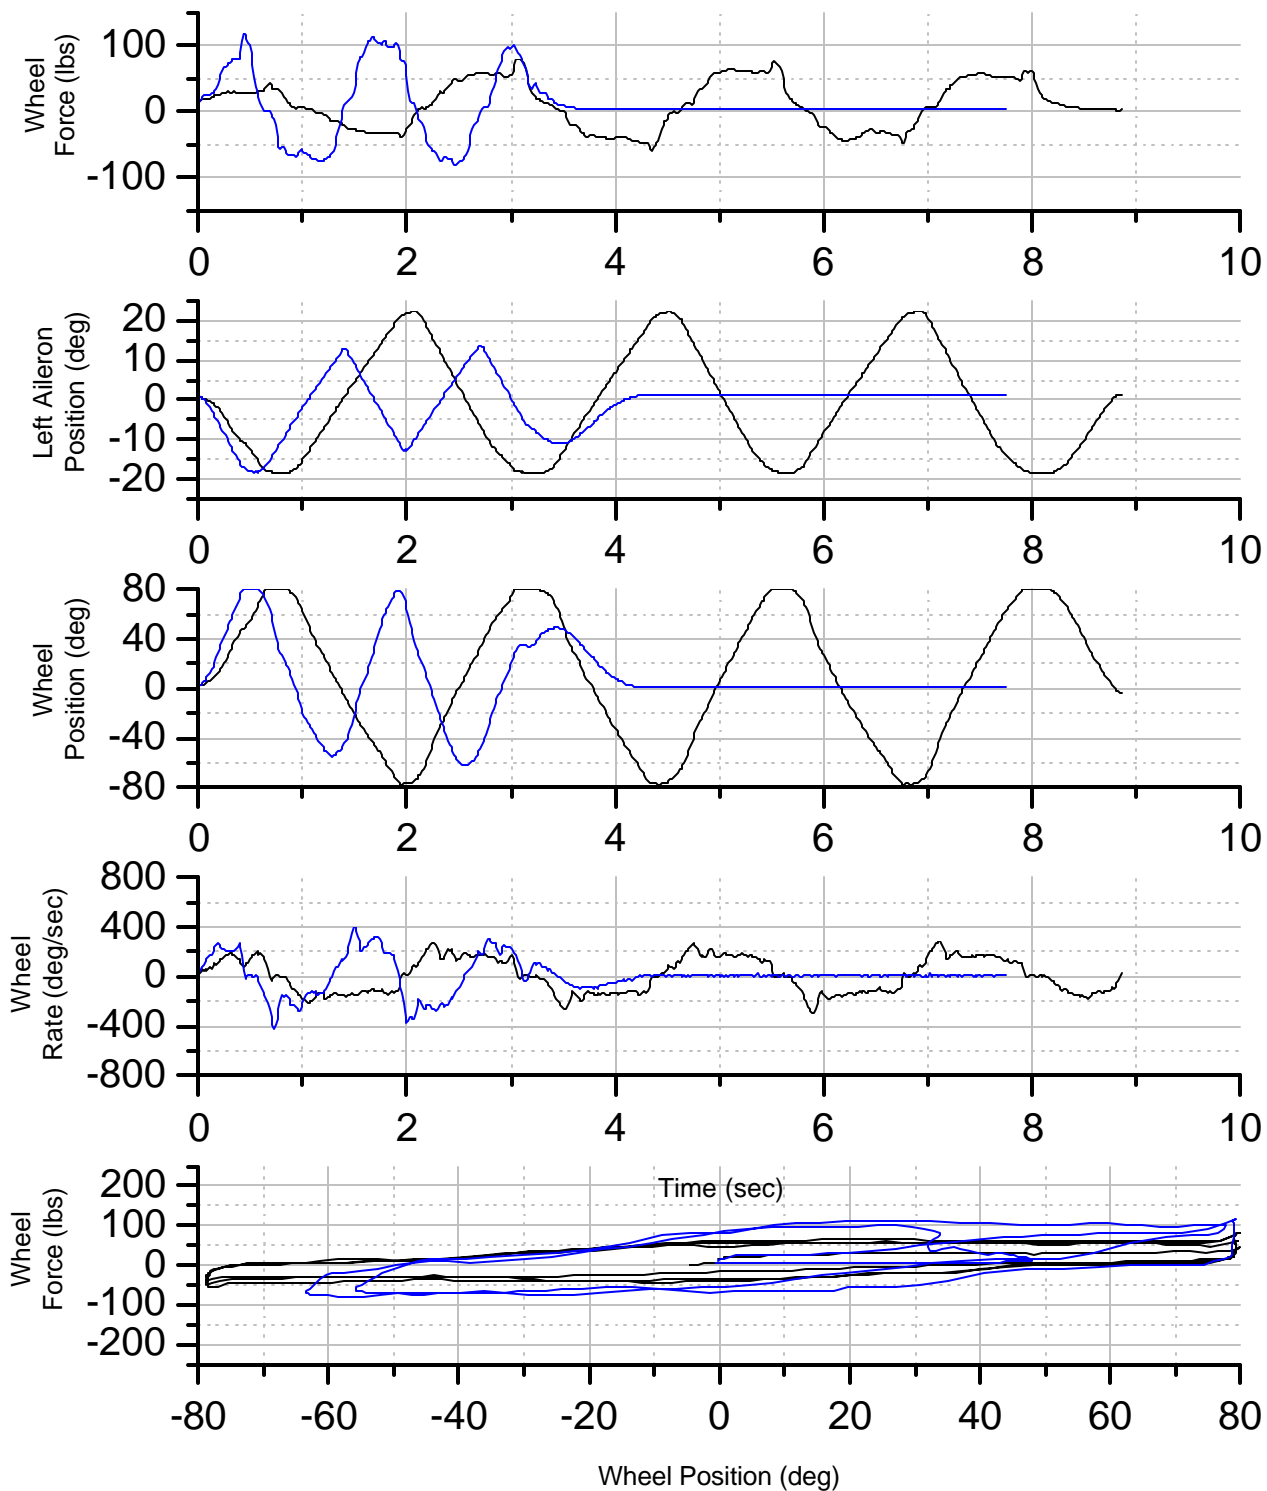 Wheel
Force (lbs)
100
0
-100
0 2 4 6 8 10
Left Aileron
Position (deg)
20
10
0
-10
-20
0 2 4 6 8 10
Wheel
Position (deg)
80
40
0
-40
-80
0 2 4 6 8 10
Wheel
Rate (deg/sec)
800
400
0
-400
-800
0 2 4 6 8 10
Time (sec)
Wheel
Force (lbs)
200
100
0
-100
-200
-80 -60 -40 -20 0 20 40 60 80
Wheel Position (deg)